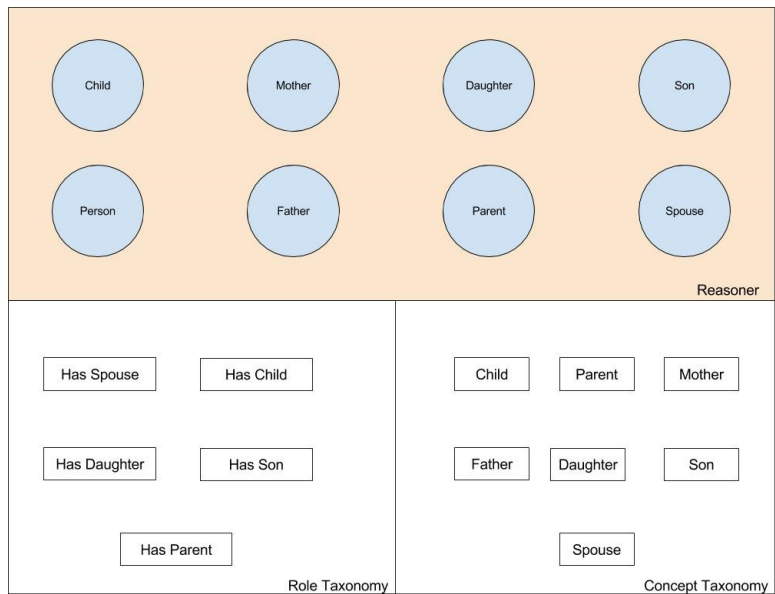 Child
Mother
Daughter
Son
Person
Father
Parent
Spouse
Reasoner
Has Spouse
Has Child
Has Daughter
Has Son
Has Parent
Role Taxonomy
Child
Parent
Mother
Father
Daughter
Son
Spouse
Concept Taxonomy